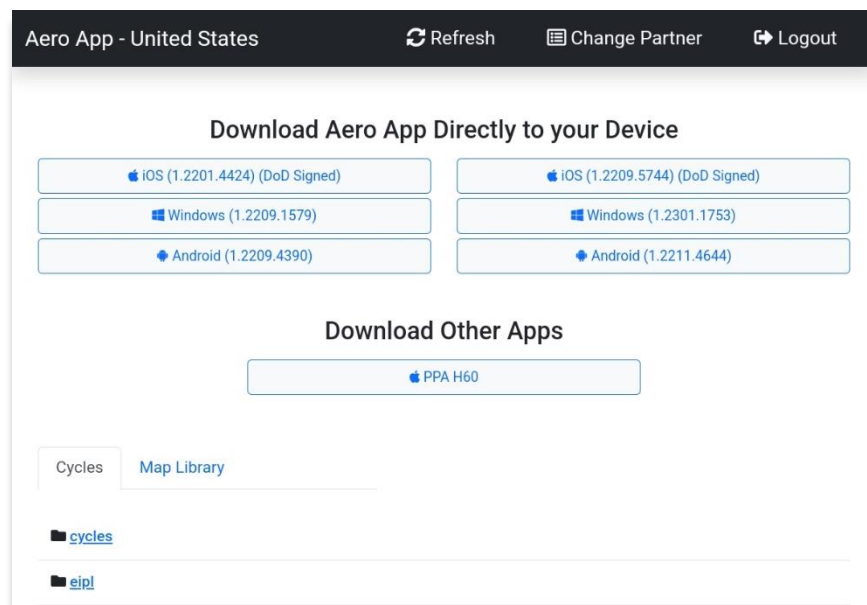 Aero App - United States Refresh Change Partner Logout
Download Aero App Directly to your Device
iOS (1.2201.4424) (DoD Signed) iOS (1.2209.5744) (DoD Signed)
Windows (1.2209.1579) Windows (1.2301.1753)
Android (1.2209.4390) Android (1.2211.4644)
Download Other Apps
PPA H60
Cycles Map Library
cycles
eipl